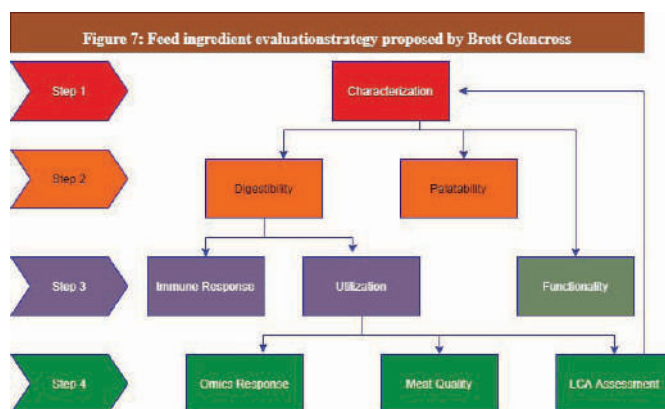 Figure 7: Feed ingredient evaluationstrategy proposed by Brett Glencross
Step 1
Characterization
Step 2
Digestibility
Palatability
Step 3
Immune Response
Utilization
Functionality
Step 4
Omics Response
Meat Quality
LCA Assessment